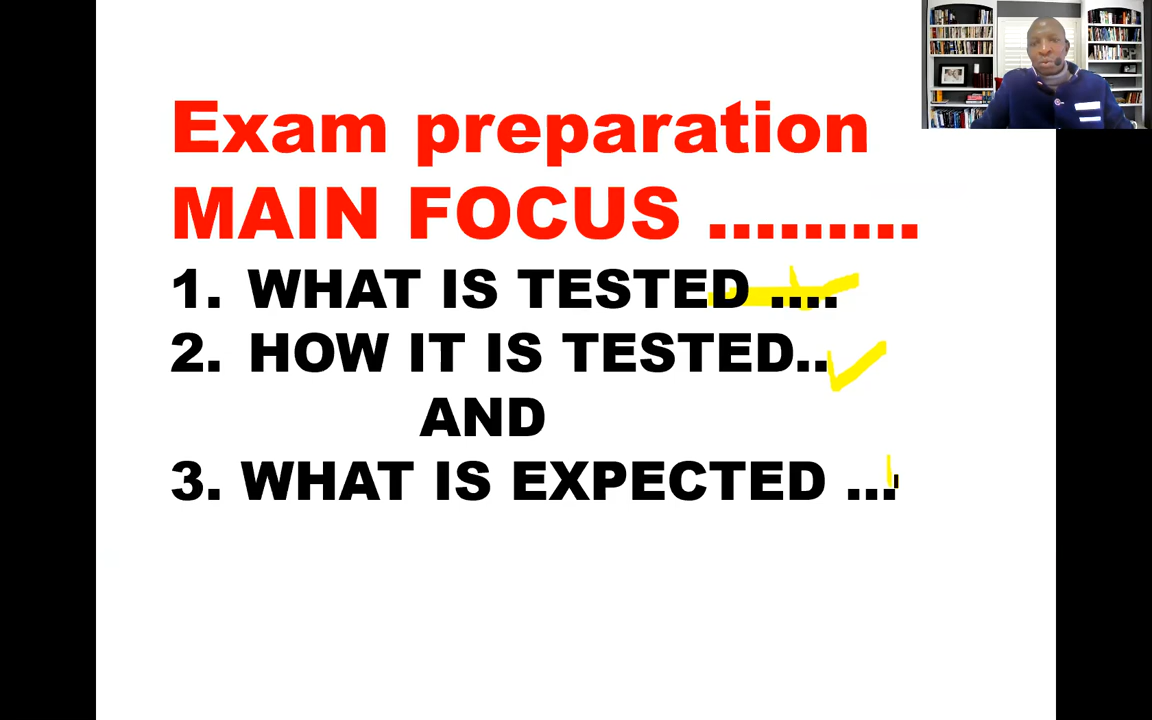 Exam preparation
MAIN FOCUS .........
1. WHAT IS TESTED ....
2. HOW IT IS TESTED..
AND
3. WHAT IS EXPECTED ...